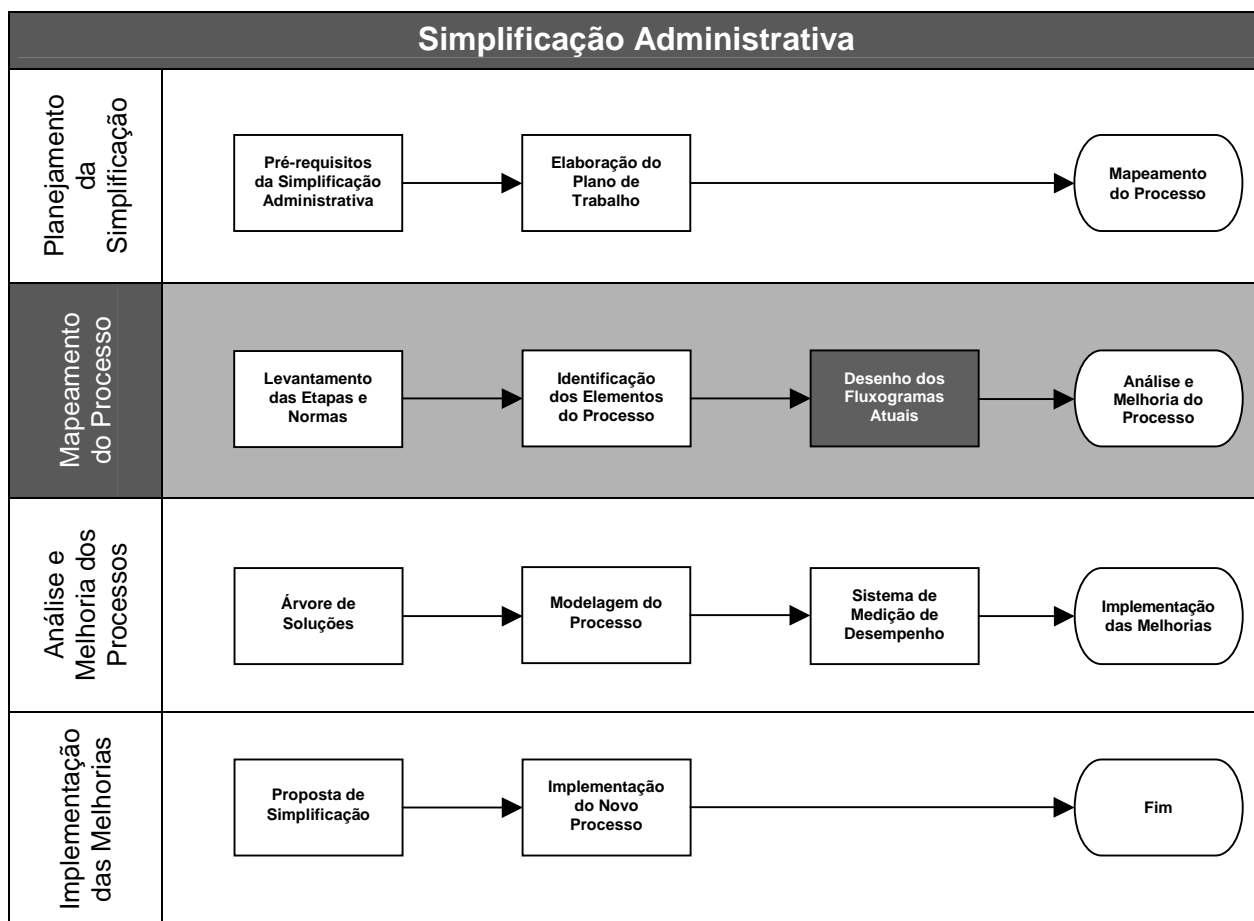 Simplificação Administrativa
Planejamento
da
Simplificação
Pré-requisitos
da Simplificação
Administrativa
Elaboração do
Plano de
Trabalho
Mapeamento
do Processo
Mapeamento
do Processo
Levantamento
das Etapas e
Normas
Identificação
dos Elementos
do Processo
Desenho dos
Fluxogramas
Atuais
Análise e
Melhoria do
Processo
Análise e
Melhoria dos
Processos
Árvore de
Soluções
Modelagem do
Processo
Sistema de
Medição de
Desempenho
Implementação
das Melhorias
Implementação
das Melhorias
Proposta de
Simplificação
Implementação
do Novo
Processo
Fim